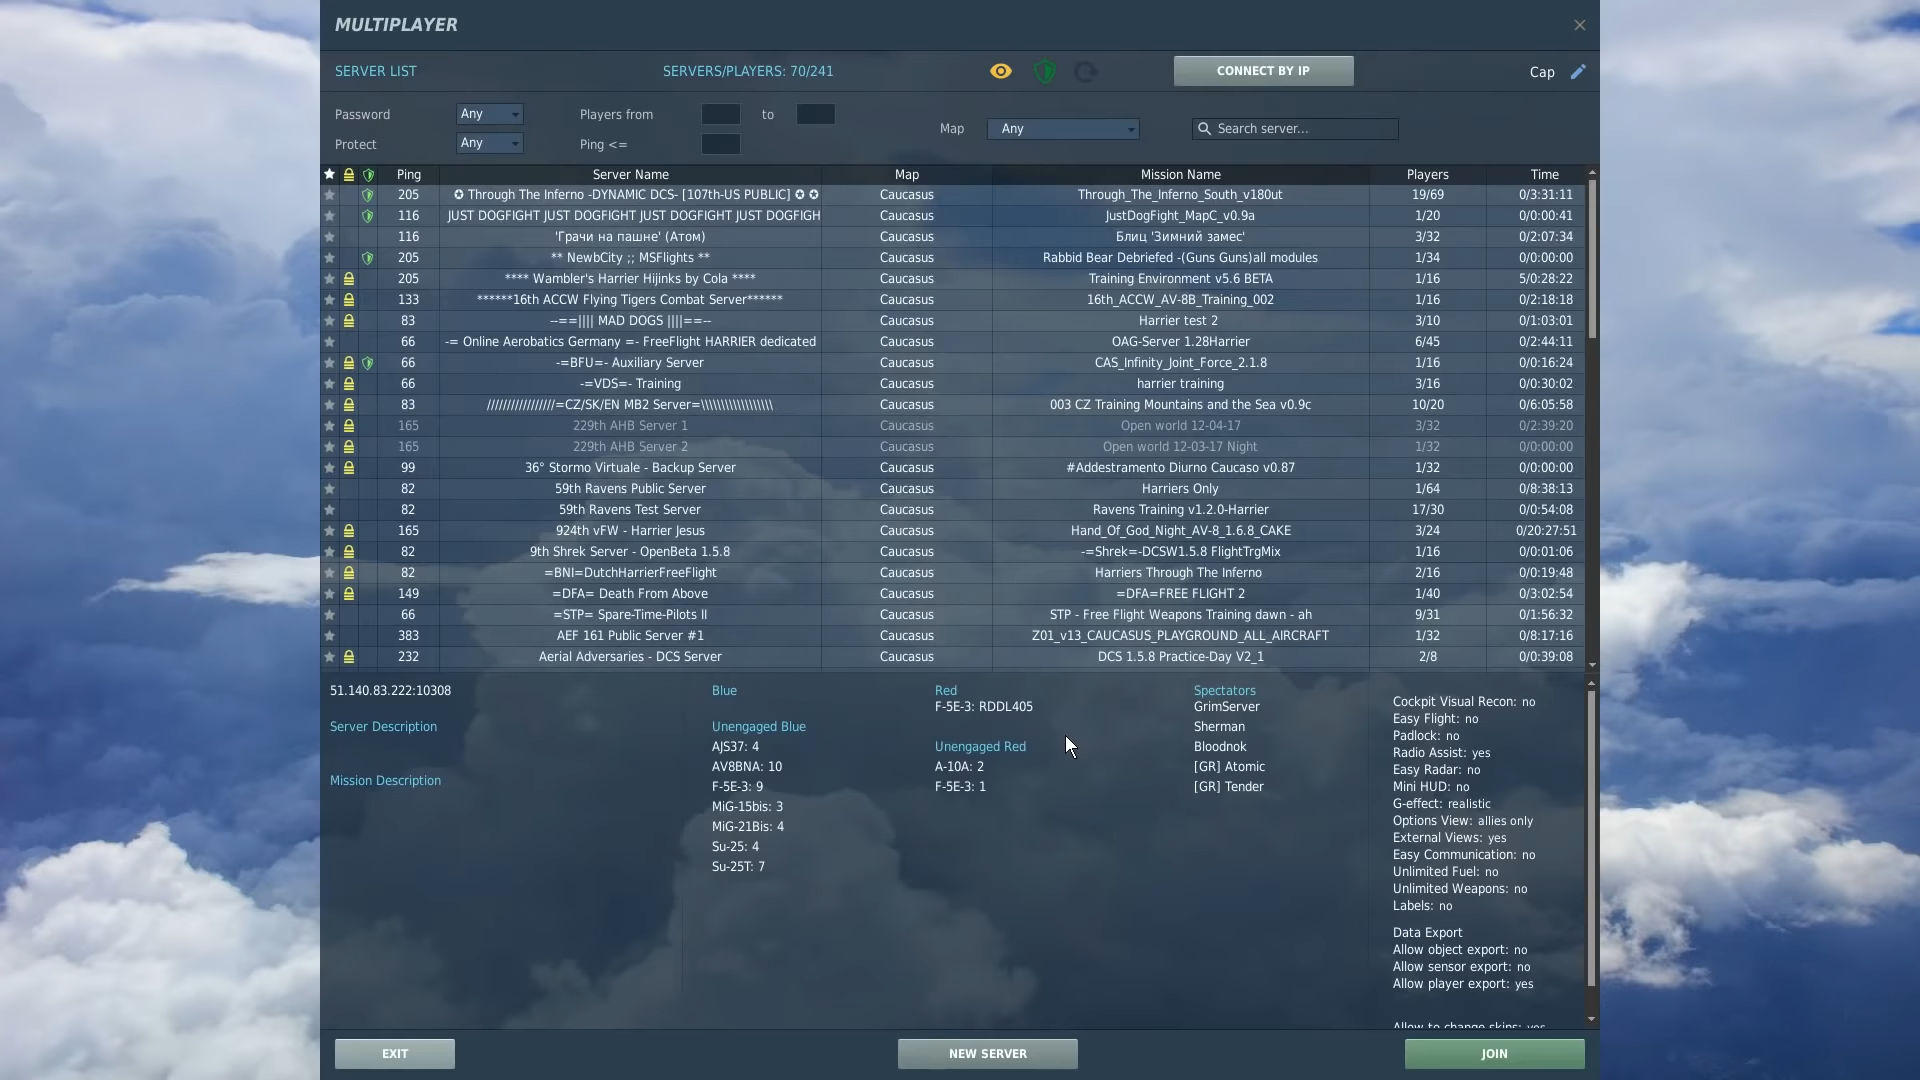 MULTIPLAYER
SERVER LIST SERVERS/PLAYERS: 70/241 CONNECT BY IP Cap
Password Any Players from to
Map Any Search server...
Protect Any Ping <=
Ping Server Name Map Mission Name Players Time
205 ✪ Through The Inferno -DYNAMIC DCS- [107th-US PUBLIC] ✪ ✪ Caucasus Through_The_Inferno_South_v180ut 19/69 0/3:31:11
116 JUST DOGFIGHT JUST DOGFIGHT JUST DOGFIGHT JUST DOGFIGH Caucasus JustDogFight_MapC_v0.9a 1/20 0/0:00:41
116 'Грачи на пашне' (Атом) Caucasus Блиц 'Зимний замес' 3/32 0/2:07:34
205 ** NewbCity ;; MSFlights ** Caucasus Rabbid Bear Debriefed -(Guns Guns)all modules 1/34 0/0:00:00
205 **** Wambler's Harrier Hijinks by Cola **** Caucasus Training Environment v5.6 BETA 1/16 5/0:28:22
133 ******16th ACCW Flying Tigers Combat Server****** Caucasus 16th_ACCW_AV-8B_Training_002 1/16 0/2:18:18
83 --==|||| MAD DOGS ||||==-- Caucasus Harrier test 2 3/10 0/1:03:01
66 -= Online Aerobatics Germany =- FreeFlight HARRIER dedicated Caucasus OAG-Server 1.28Harrier 6/45 0/2:44:11
66 -=BFU=- Auxiliary Server Caucasus CAS_Infinity_Joint_Force_2.1.8 1/16 0/0:16:24
66 -=VDS=- Training Caucasus harrier training 3/16 0/0:30:02
83 /////////////////=CZ/SK/EN MB2 Server=\\\\\\\\\\\\\\\\\\ Caucasus 003 CZ Training Mountains and the Sea v0.9c 10/20 0/6:05:58
165 229th AHB Server 1 Caucasus Open world 12-04-17 3/32 0/2:39:20
165 229th AHB Server 2 Caucasus Open world 12-03-17 Night 1/32 0/0:00:00
99 36° Stormo Virtuale - Backup Server Caucasus #Addestramento Diurno Caucaso v0.87 1/32 0/0:00:00
82 59th Ravens Public Server Caucasus Harriers Only 1/64 0/8:38:13
82 59th Ravens Test Server Caucasus Ravens Training v1.2.0-Harrier 17/30 0/0:54:08
165 924th vFW - Harrier Jesus Caucasus Hand_Of_God_Night_AV-8_1.6.8_CAKE 3/24 0/20:27:51
82 9th Shrek Server - OpenBeta 1.5.8 Caucasus -=Shrek=-DCSW1.5.8 FlightTrgMix 1/16 0/0:01:06
82 =BNI=DutchHarrierFreeFlight Caucasus Harriers Through The Inferno 2/16 0/0:19:48
149 =DFA= Death From Above Caucasus =DFA=FREE FLIGHT 2 1/40 0/3:02:54
66 =STP= Spare-Time-Pilots II Caucasus STP - Free Flight Weapons Training dawn - ah 9/31 0/1:56:32
383 AEF 161 Public Server #1 Caucasus Z01_v13_CAUCASUS_PLAYGROUND_ALL_AIRCRAFT 1/32 0/8:17:16
232 Aerial Adversaries - DCS Server Caucasus DCS 1.5.8 Practice-Day V2_1 2/8 0/0:39:08
51.140.83.222:10308
Server Description
Mission Description
Blue
Unengaged Blue
AJS37: 4
AV8BNA: 10
F-5E-3: 9
MiG-15bis: 3
MiG-21Bis: 4
Su-25: 4
Su-25T: 7
Red
F-5E-3: RDDL405
Unengaged Red
A-10A: 2
F-5E-3: 1
Spectators
GrimServer
Sherman
Bloodnok
[GR] Atomic
[GR] Tender
Cockpit Visual Recon: no
Easy Flight: no
Padlock: no
Radio Assist: yes
Easy Radar: no
Mini HUD: no
G-effect: realistic
Options View: allies only
External Views: yes
Easy Communication: no
Unlimited Fuel: no
Unlimited Weapons: no
Labels: no
Data Export
Allow object export: no
Allow sensor export: no
Allow player export: yes
Allow to change skins: yes
EXIT NEW SERVER JOIN